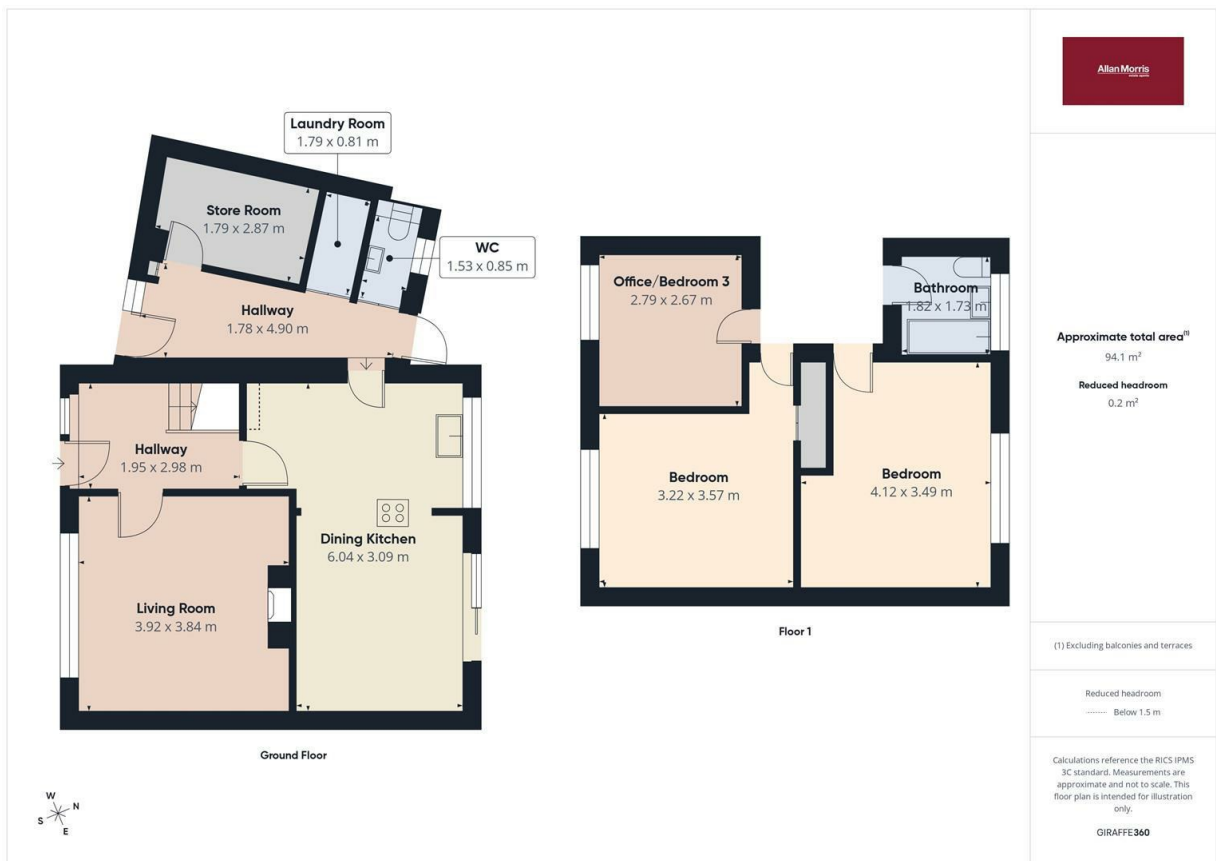 Allan Morris
Laundry Room
1.79 x 0.81 m
Store Room
1.79 x 2.87 m
WC
1.53 x 0.85 m
Hallway
1.78 x 4.90 m
Hallway
1.95 x 2.98 m
Dining Kitchen
6.04 x 3.09 m
Living Room
3.92 x 3.84 m
Ground Floor
Office/Bedroom 3
2.79 x 2.67 m
Bathroom
1.82 x 1.73 m
Bedroom
3.22 x 3.57 m
Bedroom
4.12 x 3.49 m
Floor 1
W
N
S
E
Approximate total area(1)
94.1 m²
Reduced headroom
0.2 m²
(1) Excluding balconies and terraces
Reduced headroom
Below 1.5 m
Calculations reference the RICS IPMS
3C standard. Measurements are
approximate and not to scale. This
floor plan is intended for illustration
only.
GIRAFFE360